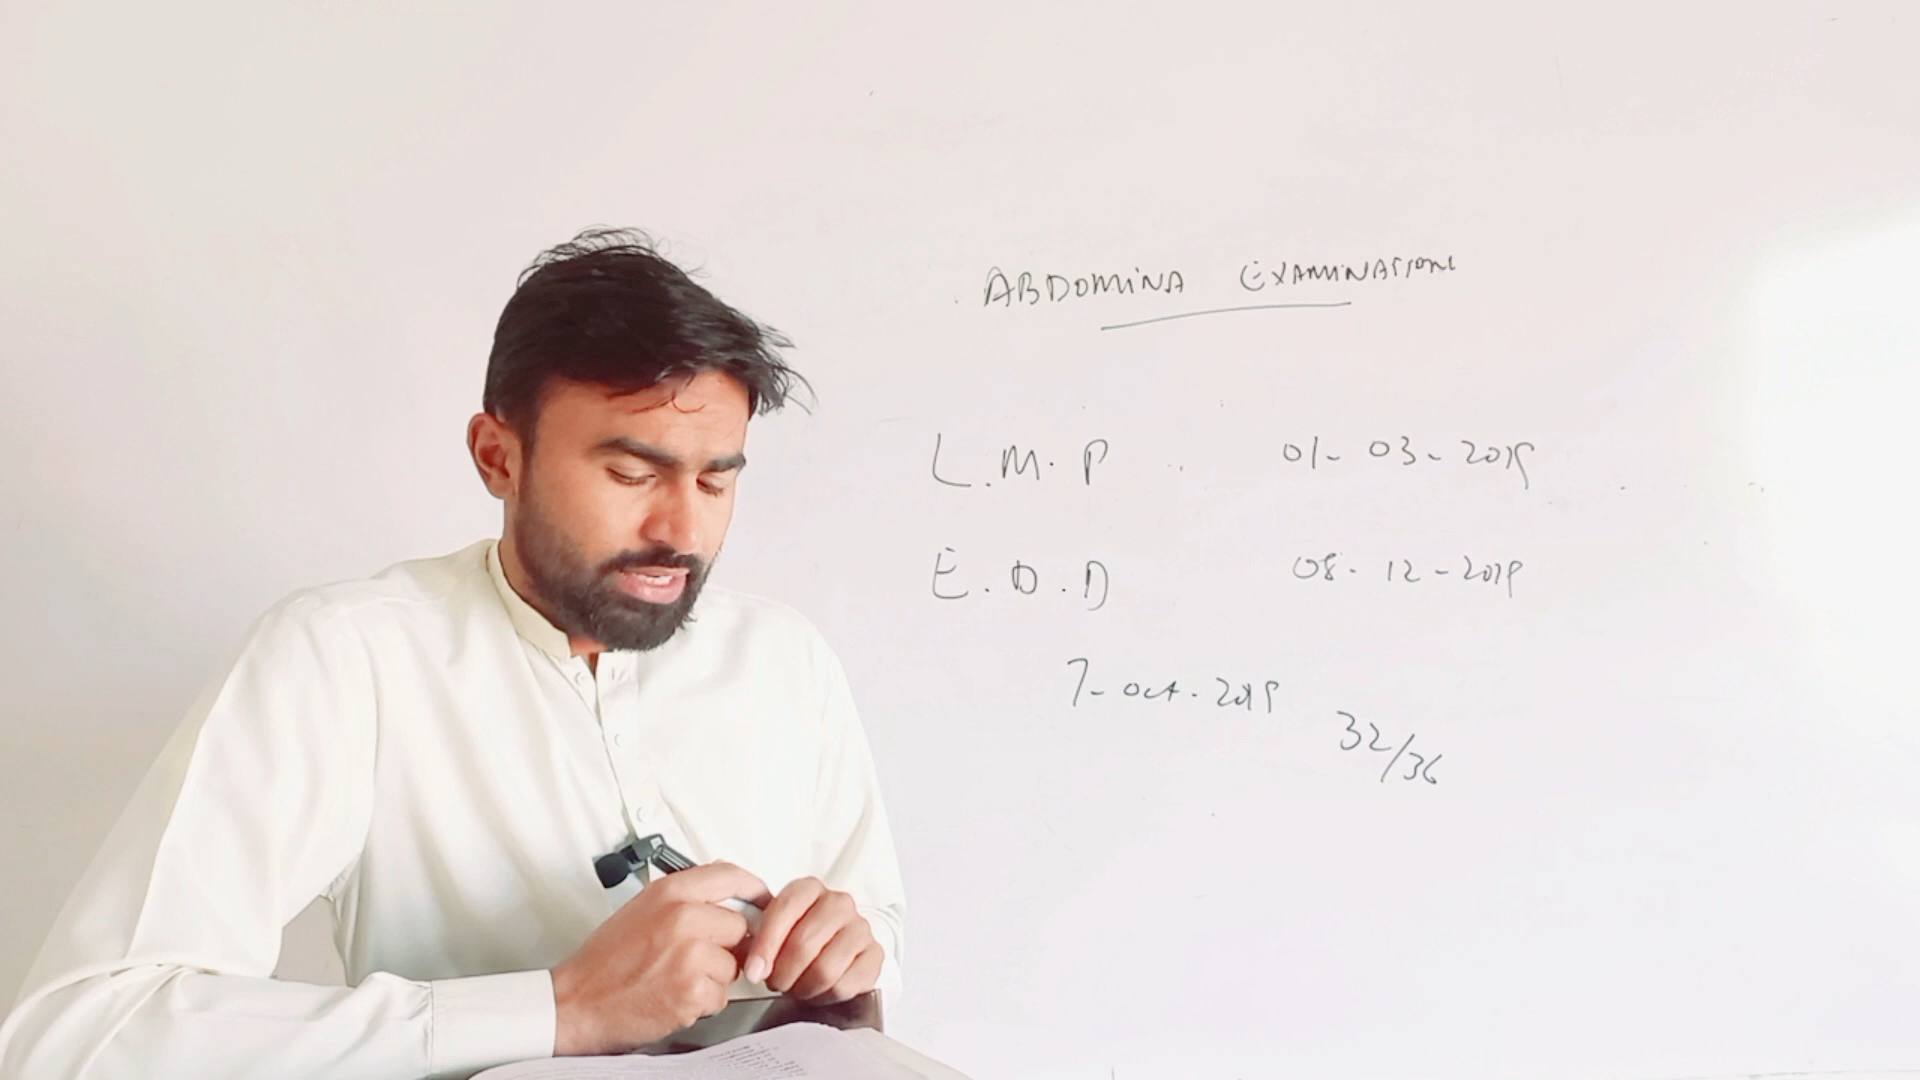 ABDOMINA EXAMINATION
L.M.P 01-03-2019
E.D.D 08-12-2019
7-Oct-2019
32/36